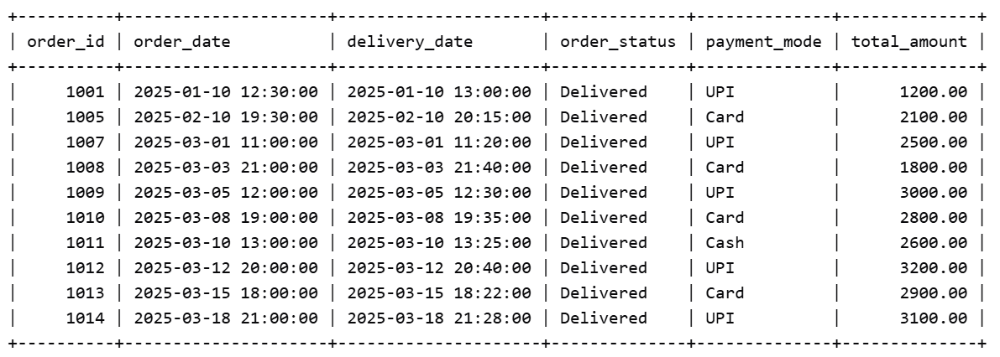 +----------+---------------------+---------------------+--------------+--------------+--------------+
| order_id | order_date          | delivery_date       | order_status | payment_mode | total_amount |
+----------+---------------------+---------------------+--------------+--------------+--------------+
|     1001 | 2025-01-10 12:30:00 | 2025-01-10 13:00:00 | Delivered    | UPI          |      1200.00 |
|     1005 | 2025-02-10 19:30:00 | 2025-02-10 20:15:00 | Delivered    | Card         |      2100.00 |
|     1007 | 2025-03-01 11:00:00 | 2025-03-01 11:20:00 | Delivered    | UPI          |      2500.00 |
|     1008 | 2025-03-03 21:00:00 | 2025-03-03 21:40:00 | Delivered    | Card         |      1800.00 |
|     1009 | 2025-03-05 12:00:00 | 2025-03-05 12:30:00 | Delivered    | UPI          |      3000.00 |
|     1010 | 2025-03-08 19:00:00 | 2025-03-08 19:35:00 | Delivered    | Card         |      2800.00 |
|     1011 | 2025-03-10 13:00:00 | 2025-03-10 13:25:00 | Delivered    | Cash         |      2600.00 |
|     1012 | 2025-03-12 20:00:00 | 2025-03-12 20:40:00 | Delivered    | UPI          |      3200.00 |
|     1013 | 2025-03-15 18:00:00 | 2025-03-15 18:22:00 | Delivered    | Card         |      2900.00 |
|     1014 | 2025-03-18 21:00:00 | 2025-03-18 21:28:00 | Delivered    | UPI          |      3100.00 |
+----------+---------------------+---------------------+--------------+--------------+--------------+